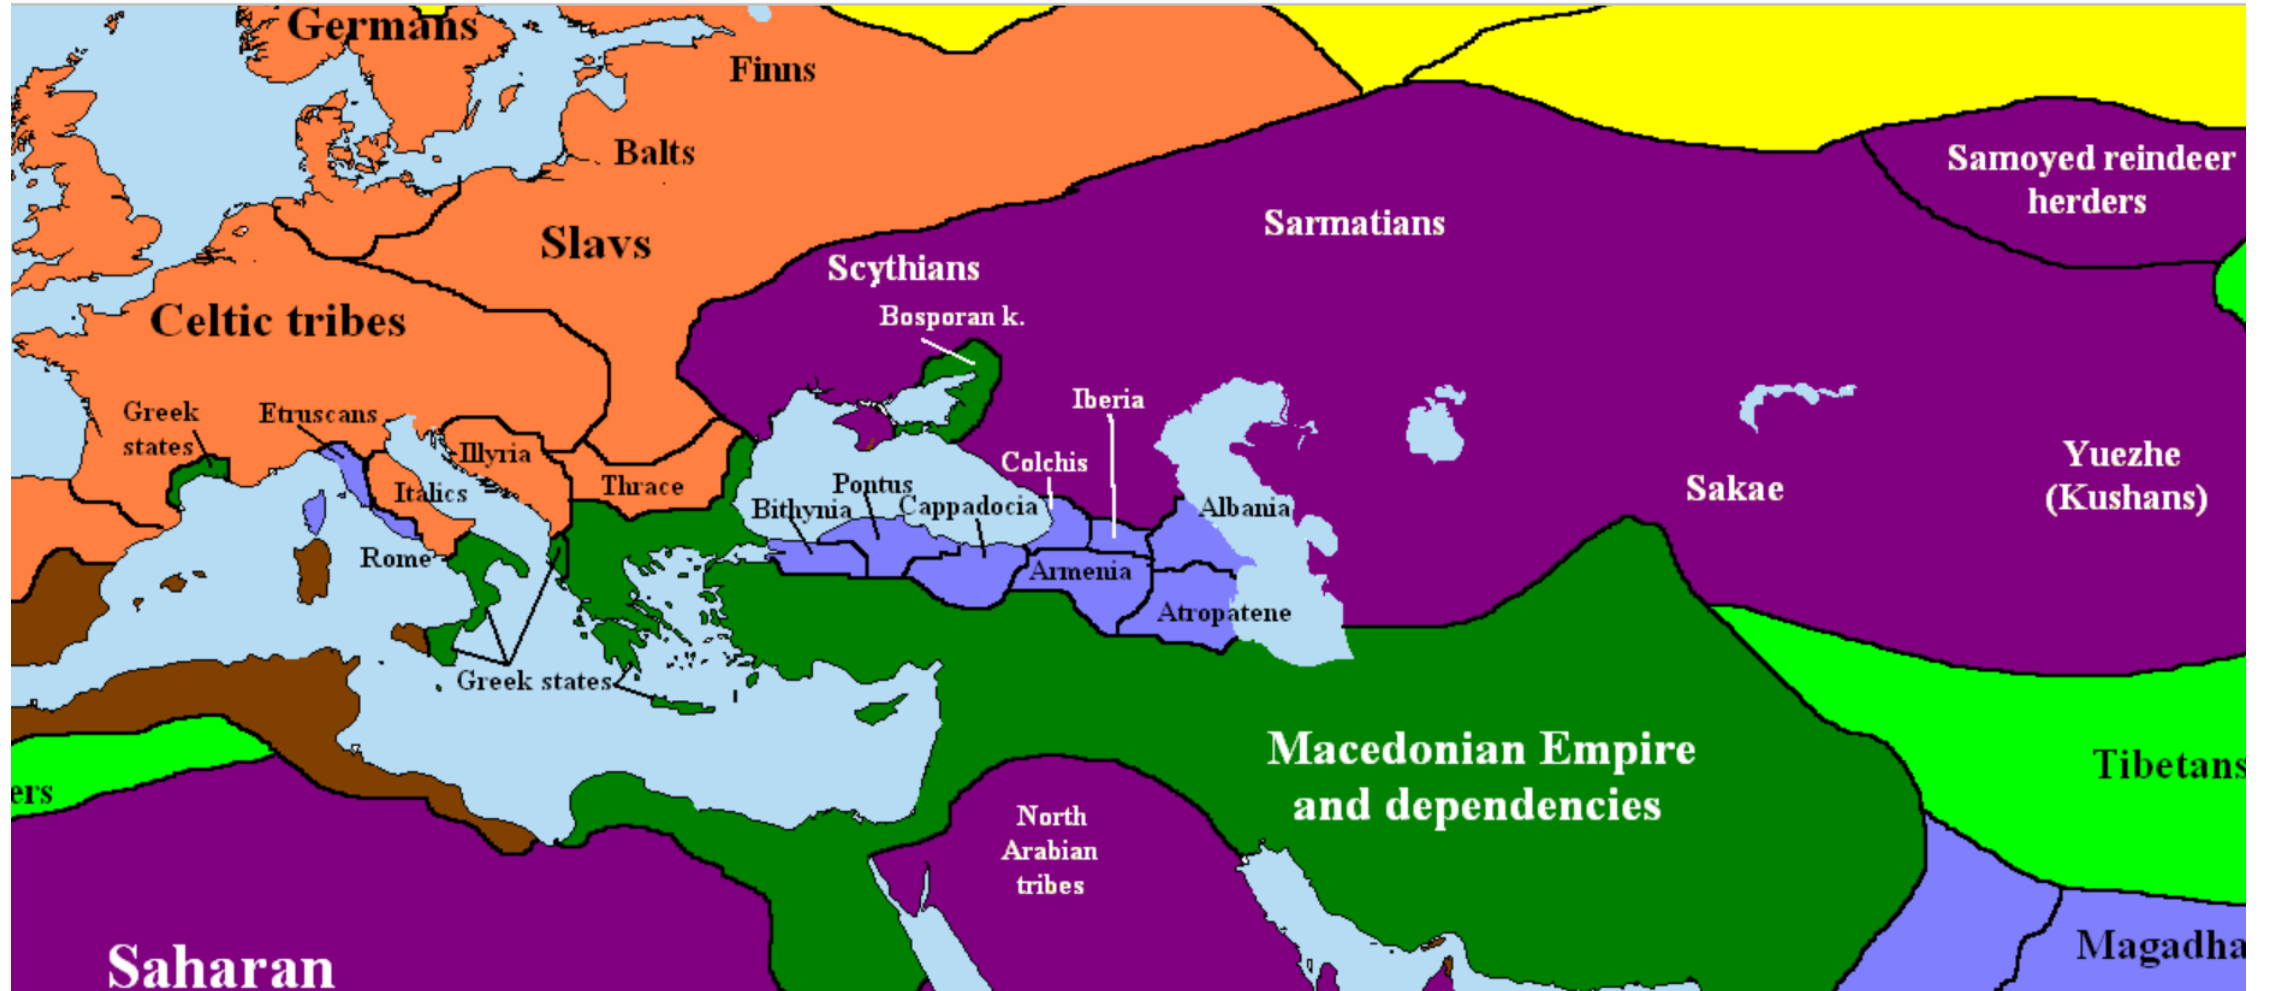 Germans
Finns
Balts
Samoyed reindeer
herders
Slavs
Sarmatians
Scythians
Celtic tribes
Bosporan k.
Greek
states
Etruscans
Iberia
Illyria
Colchis
Yuezhe
(Kushans)
Italics
Thrace
Pontus
Sakae
Bithynia
Cappadocia
Albania
Rome
Armenia
Atropatene
Greek states
Macedonian Empire
and dependencies
Tibetans
ers
North
Arabian
tribes
Magadha
Saharan